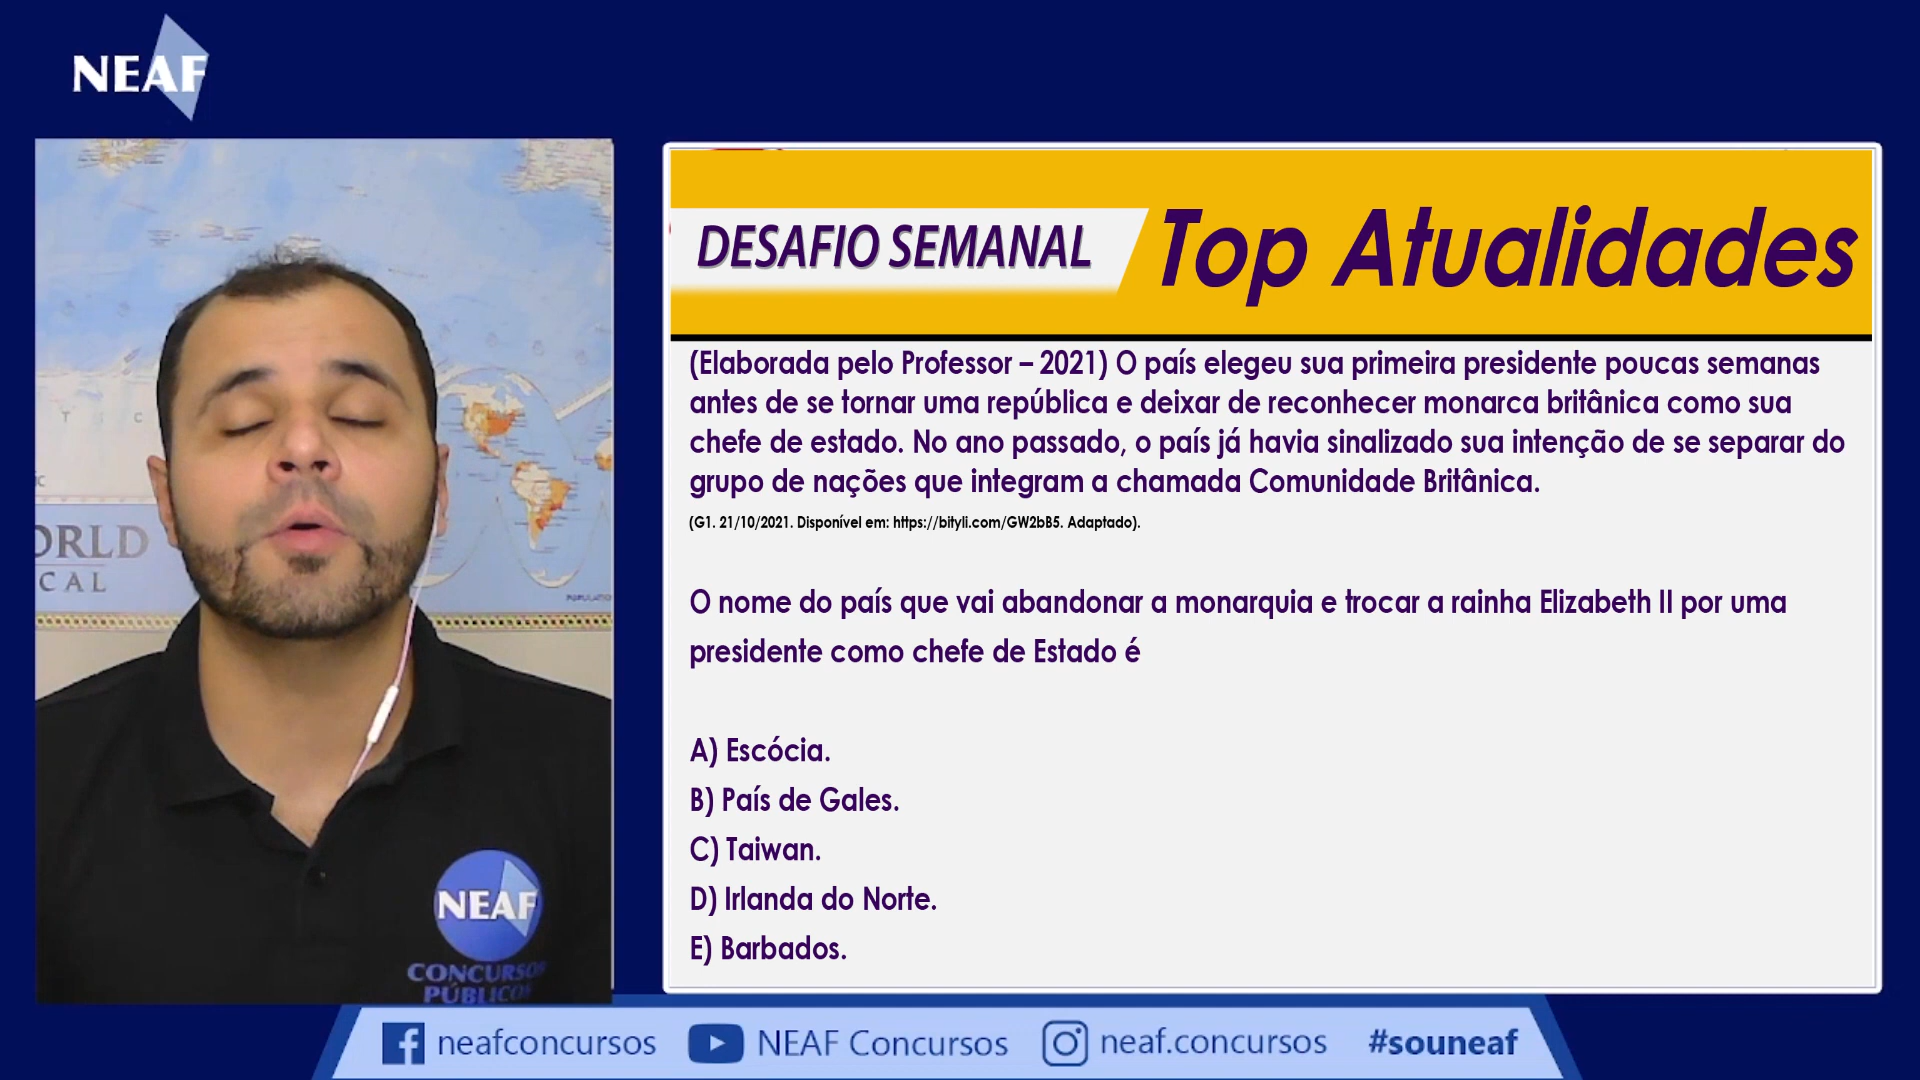 NEAF
DESAFIO SEMANAL
Top Atualidades
(Elaborada pelo Professor – 2021) O país elegeu sua primeira presidente poucas semanas
antes de se tornar uma república e deixar de reconhecer monarca britânica como sua
chefe de estado. No ano passado, o país já havia sinalizado sua intenção de se separar do
grupo de nações que integram a chamada Comunidade Britânica.
(G1. 21/10/2021. Disponível em: https://bityli.com/GW2bB5. Adaptado).
O nome do país que vai abandonar a monarquia e trocar a rainha Elizabeth II por uma
presidente como chefe de Estado é
A) Escócia.
B) País de Gales.
C) Taiwan.
D) Irlanda do Norte.
E) Barbados.
T I C
ORLD
CAL
NEAF
CONCURSOS
PÚBLICOS
neafconcursos
NEAF Concursos
neaf.concursos
#souneaf